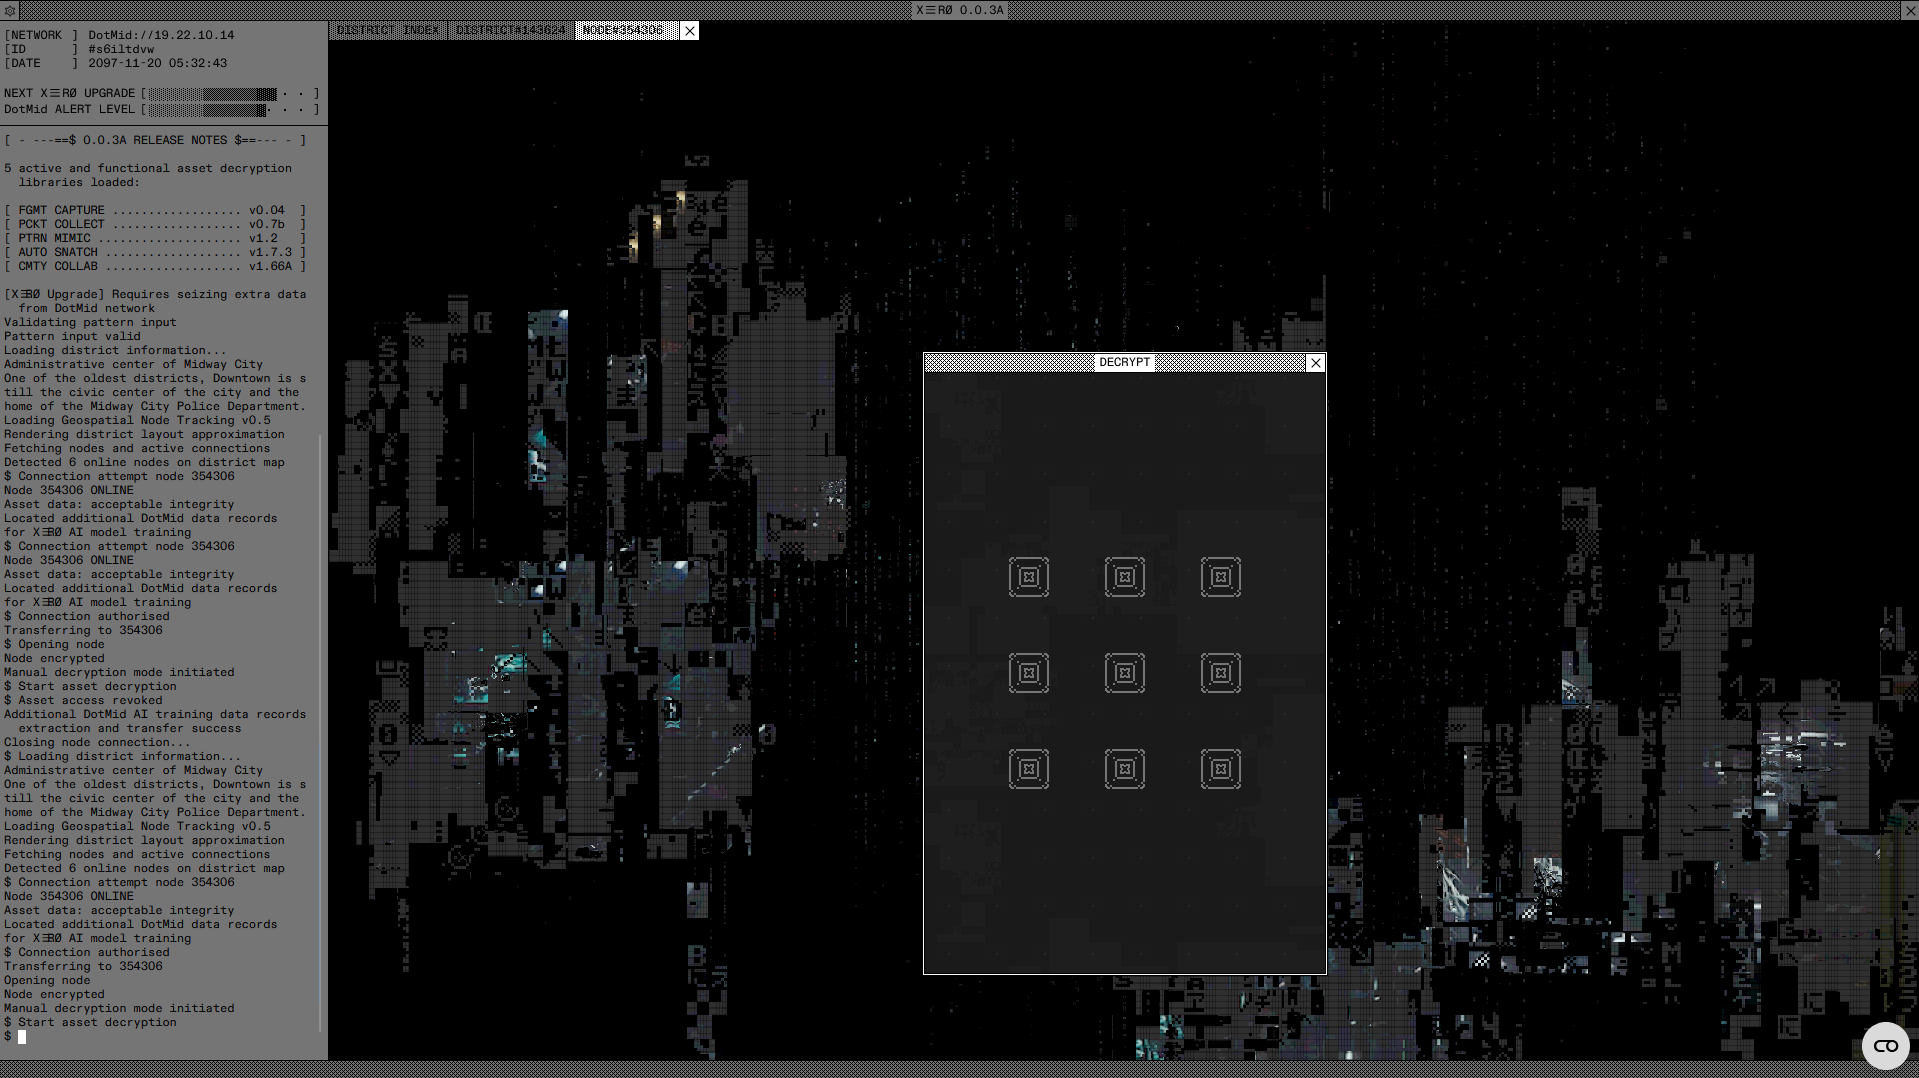 X☰RØ 0.0.3A
[NETWORK ] DotMid://19.22.10.14
[ID ] #s6iltdvw
[DATE ] 2097-11-20 05:32:43
NEXT X☰RØ UPGRADE [ · · ]
DotMid ALERT LEVEL [ · · · ]
DISTRICT INDEX
DISTRICT#143624
NODE#354306
[ - ---==$ 0.0.3A RELEASE NOTES $==--- - ]
5 active and functional asset decryption
libraries loaded:
[ FGMT CAPTURE .................. v0.04 ]
[ PCKT COLLECT .................. v0.7b ]
[ PTRN MIMIC .................... v1.2 ]
[ AUTO SNATCH ................... v1.7.3 ]
[ CMTY COLLAB ................... v1.66A ]
[X☰RØ Upgrade] Requires seizing extra data
from DotMid network
Validating pattern input
Pattern input valid
Loading district information...
Administrative center of Midway City
One of the oldest districts, Downtown is s
till the civic center of the city and the
home of the Midway City Police Department.
Loading Geospatial Node Tracking v0.5
Rendering district layout approximation
Fetching nodes and active connections
Detected 6 online nodes on district map
$ Connection attempt node 354306
Node 354306 ONLINE
Asset data: acceptable integrity
Located additional DotMid data records
for X☰RØ AI model training
$ Connection attempt node 354306
Node 354306 ONLINE
Asset data: acceptable integrity
Located additional DotMid data records
for X☰RØ AI model training
$ Connection authorised
Transferring to 354306
$ Opening node
Node encrypted
Manual decryption mode initiated
$ Start asset decryption
$ Asset access revoked
Additional DotMid AI training data records
extraction and transfer success
Closing node connection...
$ Loading district information...
Administrative center of Midway City
One of the oldest districts, Downtown is s
till the civic center of the city and the
home of the Midway City Police Department.
Loading Geospatial Node Tracking v0.5
Rendering district layout approximation
Fetching nodes and active connections
Detected 6 online nodes on district map
$ Connection attempt node 354306
Node 354306 ONLINE
Asset data: acceptable integrity
Located additional DotMid data records
for X☰RØ AI model training
$ Connection authorised
Transferring to 354306
Opening node
Node encrypted
Manual decryption mode initiated
$ Start asset decryption
$
DECRYPT